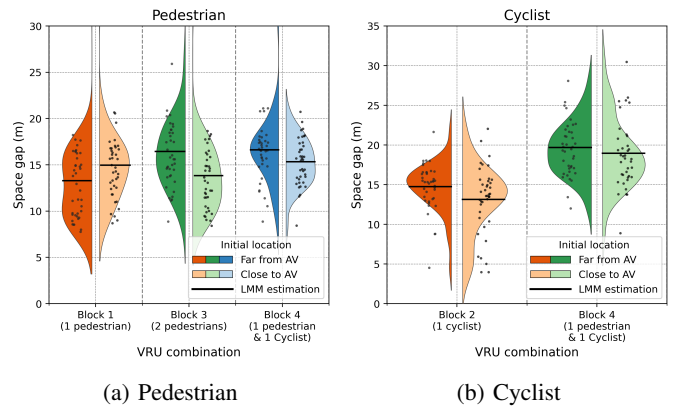 Pedestrian
Space gap (m)
30
25
20
15
10
5
0
Initial location
Far from AV
Close to AV
LMM estimation
Block 1
(1 pedestrian)
Block 3
(2 pedestrians)
Block 4
(1 pedestrian
& 1 Cyclist)
VRU combination
(a) Pedestrian
Cyclist
Space gap (m)
35
30
25
20
15
10
5
0
Initial location
Far from AV
Close to AV
LMM estimation
Block 2
(1 cyclist)
Block 4
(1 pedestrian
& 1 Cyclist)
VRU combination
(b) Cyclist